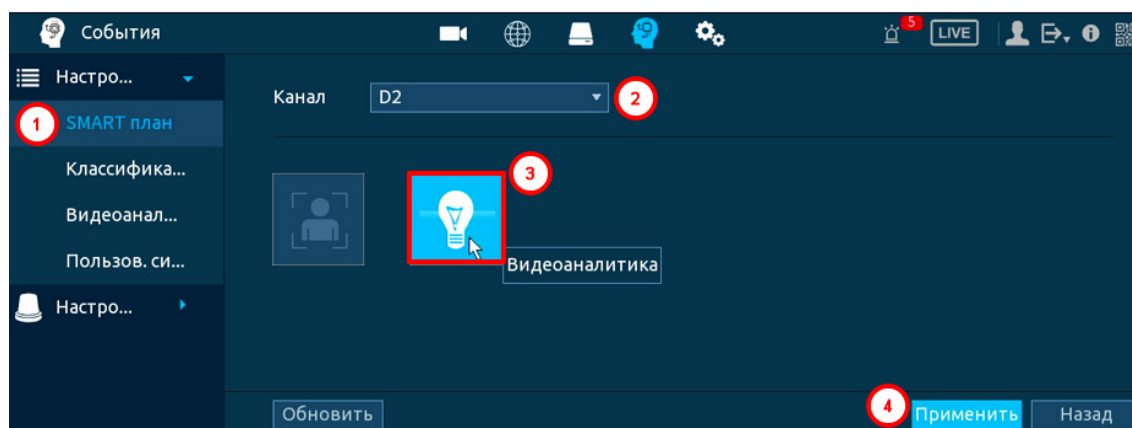 События
5
LIVE
Настро...
1
SMART план
Классифика...
Видеоанал...
Пользов. си...
Настро...
Канал
D2
2
3
Видеоаналитика
Обновить
4
Применить
Назад